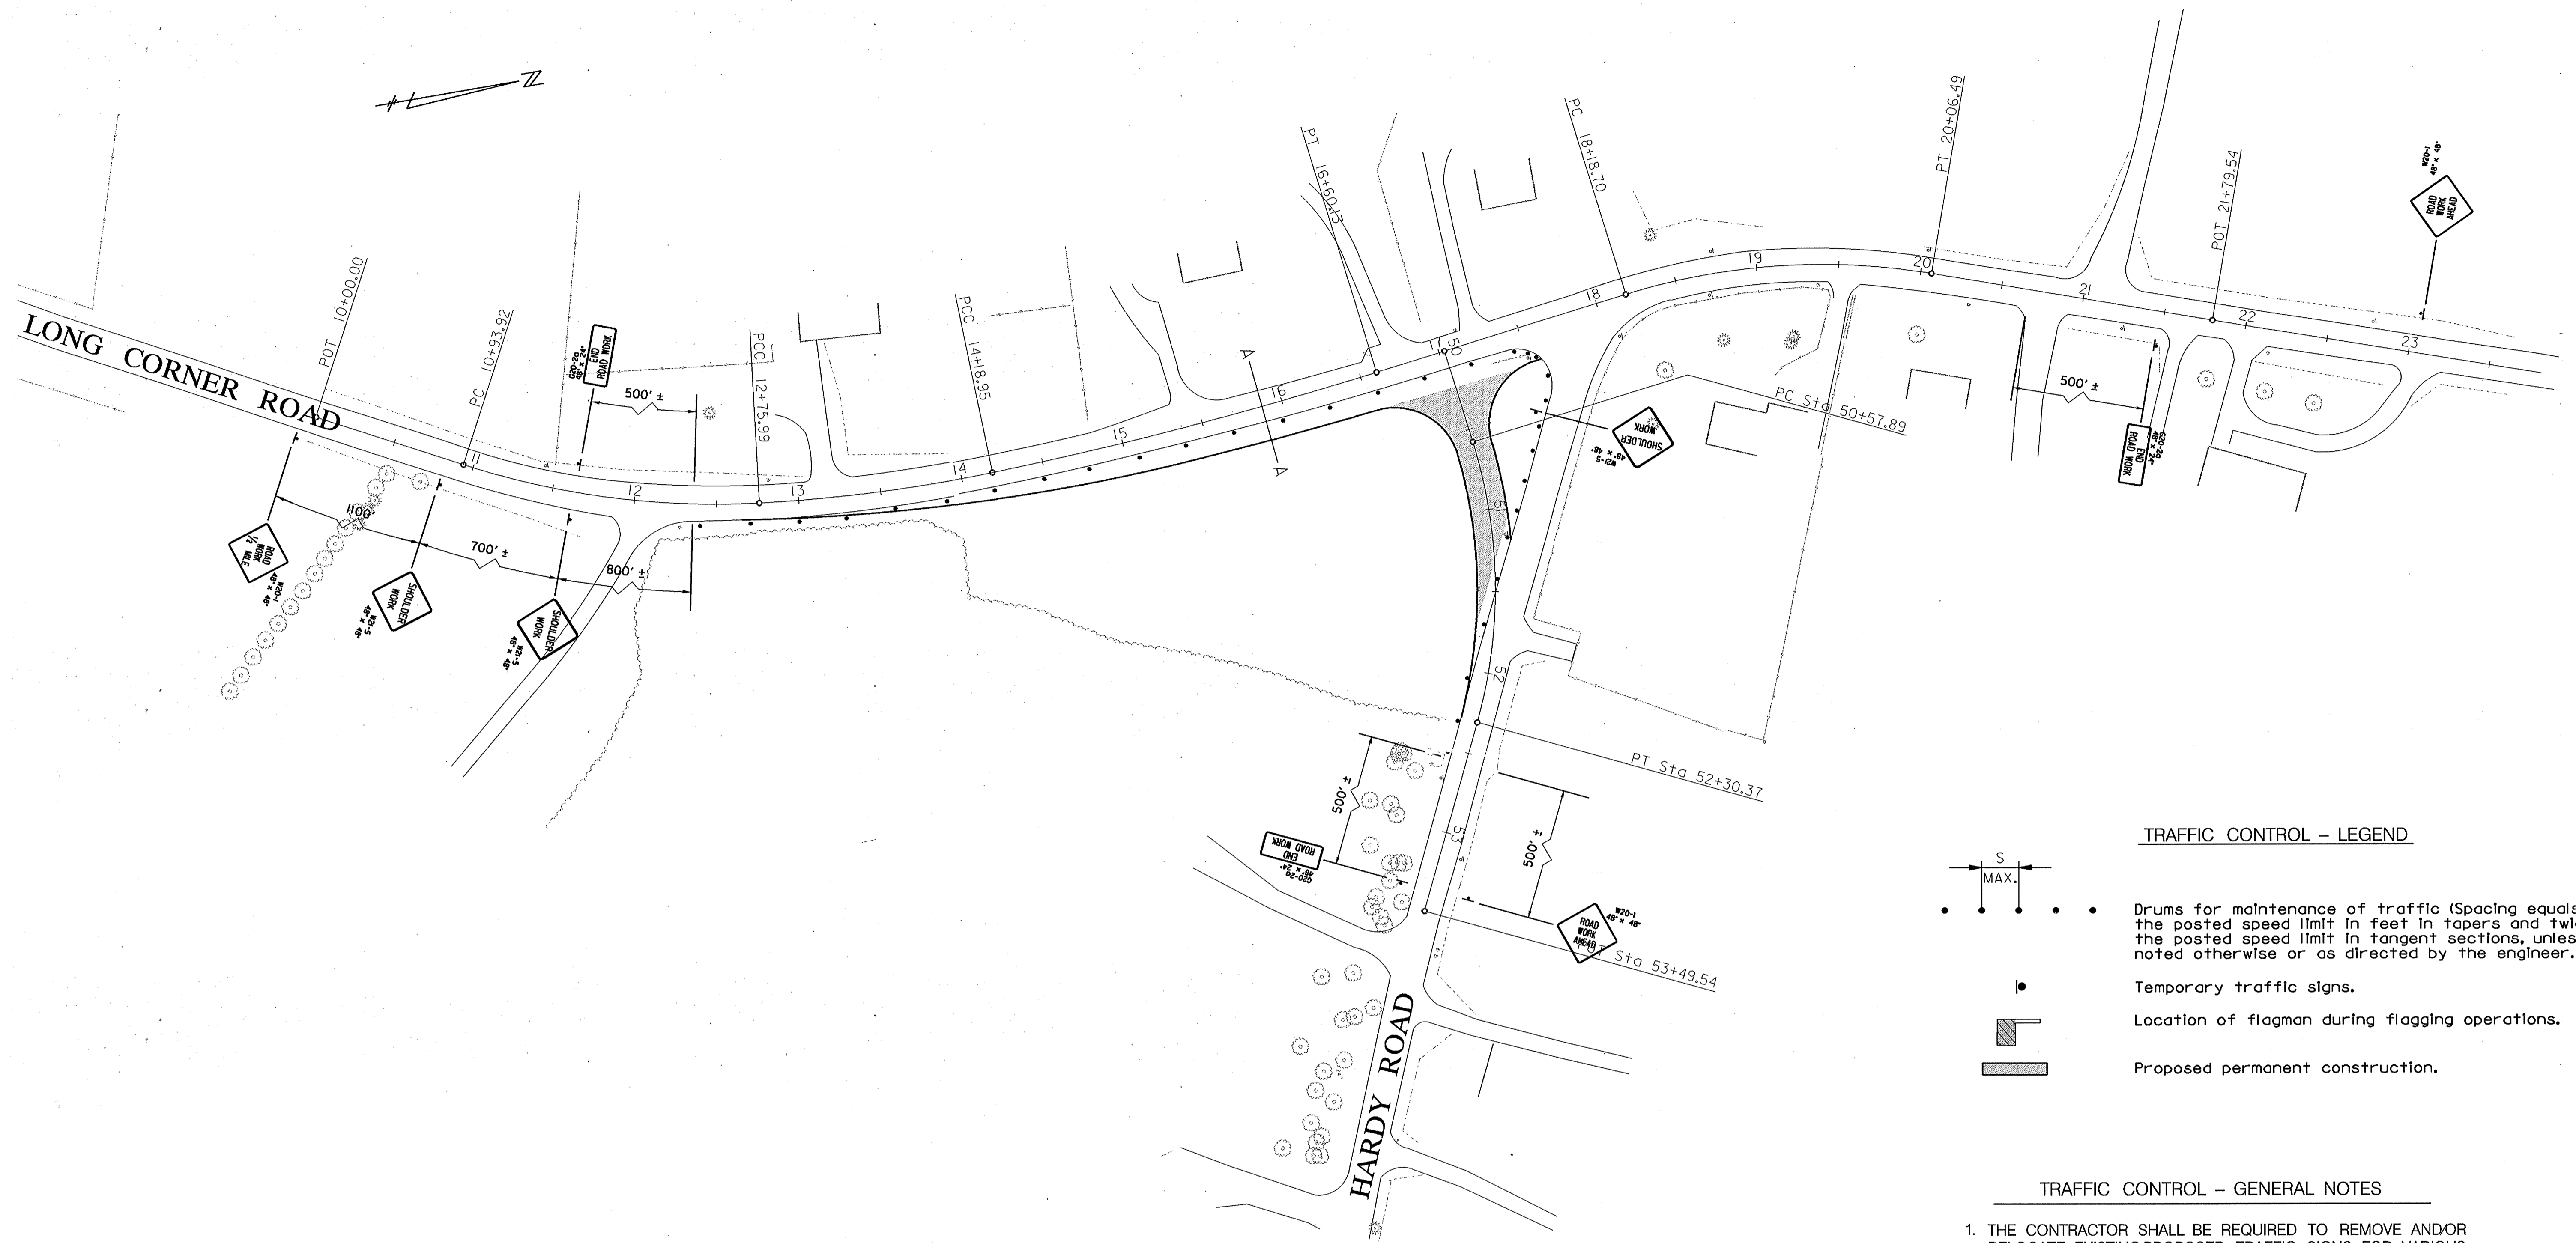 N
LONG CORNER ROAD
POT 10+00.00
PC 10+93.92
G20-2a
48" x 24"
END
ROAD WORK
500' ±
PCC 12+75.99
PCC 14+18.95
A
A
PT 16+60.13
PC 18+18.70
PT 20+06.49
POT 21+79.54
W20-1
48" x 48"
ROAD
WORK
AHEAD
11
12
13
14
15
16
17
50
18
19
20
21
22
23
1100'
700' ±
800' ±
ROAD
WORK
1/2 MILE
W20-1
48" x 48"
SHOULDER
WORK
W21-5
48" x 48"
SHOULDER
WORK
W21-5
48" x 48"
SHOULDER
WORK
W21-5
48" x 48"
PC Sta 50+57.89
500' ±
G20-2a
48" x 24"
END
ROAD WORK
51
52
53
PT Sta 52+30.37
500' ±
500' ±
END
ROAD WORK
G20-2a
48" x 24"
ROAD
WORK
AHEAD
W20-1
48" x 48"
Sta 53+49.54
HARDY ROAD
TRAFFIC CONTROL – LEGEND
S
MAX.
Drums for maintenance of traffic (Spacing equals
the posted speed limit in feet in tapers and twi
the posted speed limit in tangent sections, unles
noted otherwise or as directed by the engineer.
Temporary traffic signs.
Location of flagman during flagging operations.
Proposed permanent construction.
TRAFFIC CONTROL – GENERAL NOTES
1. THE CONTRACTOR SHALL BE REQUIRED TO REMOVE AND/OR